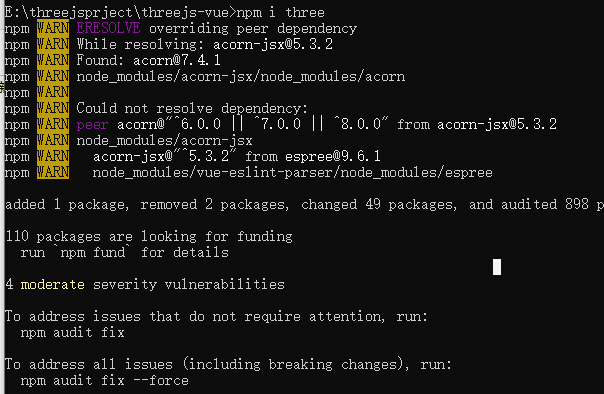 E:\threejsprject\threejs-vue>npm i three
npm WARN ERESOLVE overriding peer dependency
npm WARN While resolving: acorn-jsx@5.3.2
npm WARN Found: acorn@7.4.1
npm WARN node_modules/acorn-jsx/node_modules/acorn
npm WARN
npm WARN Could not resolve dependency:
npm WARN peer acorn@"^6.0.0 || ^7.0.0 || ^8.0.0" from acorn-jsx@5.3.2
npm WARN node_modules/acorn-jsx
npm WARN   acorn-jsx@"^5.3.2" from espree@9.6.1
npm WARN   node_modules/vue-eslint-parser/node_modules/espree
added 1 package, removed 2 packages, changed 49 packages, and audited 898 p
110 packages are looking for funding
  run `npm fund` for details
4 moderate severity vulnerabilities
To address issues that do not require attention, run:
  npm audit fix
To address all issues (including breaking changes), run:
  npm audit fix --force